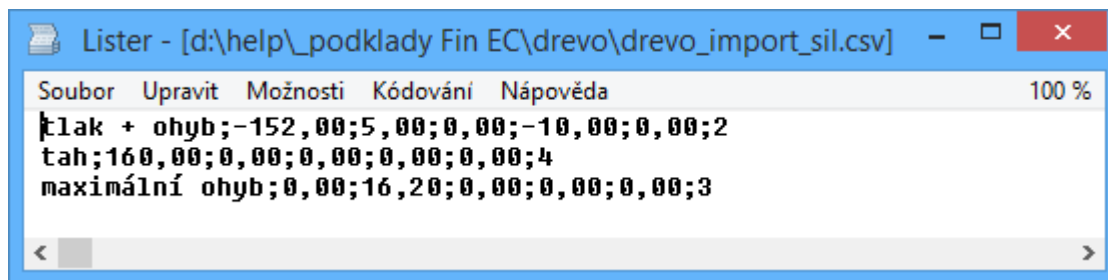 Lister - [d:\help\_podklady Fin EC\drevo\drevo_import_sil.csv]
Soubor Upravit Možnosti Kódování Nápověda 100 %
tlak + ohyb;-152,00;5,00;0,00;-10,00;0,00;2
tah;160,00;0,00;0,00;0,00;0,00;4
maximální ohyb;0,00;16,20;0,00;0,00;0,00;3